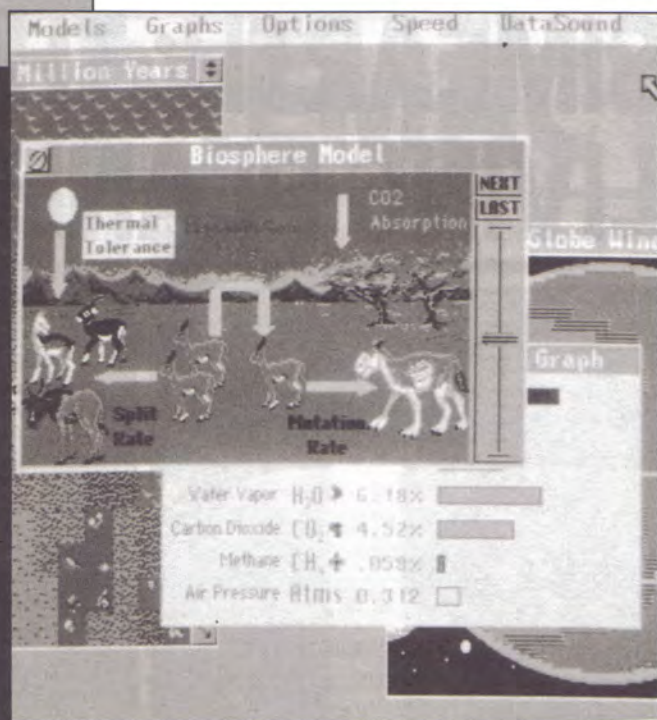 Models Graphs Options Speed DataSound
Million Years
Biosphere Model
NEXT
LAST
Thermal
Tolerance
CO2
Absorption
Globe Win
Graph
Split
Rate
Mutation
Rate
Water Vapor H₂O 6.18%
Carbon Dioxide CO₂ 4.52%
Methane CH₄ .059%
Air Pressure Atms 0.312